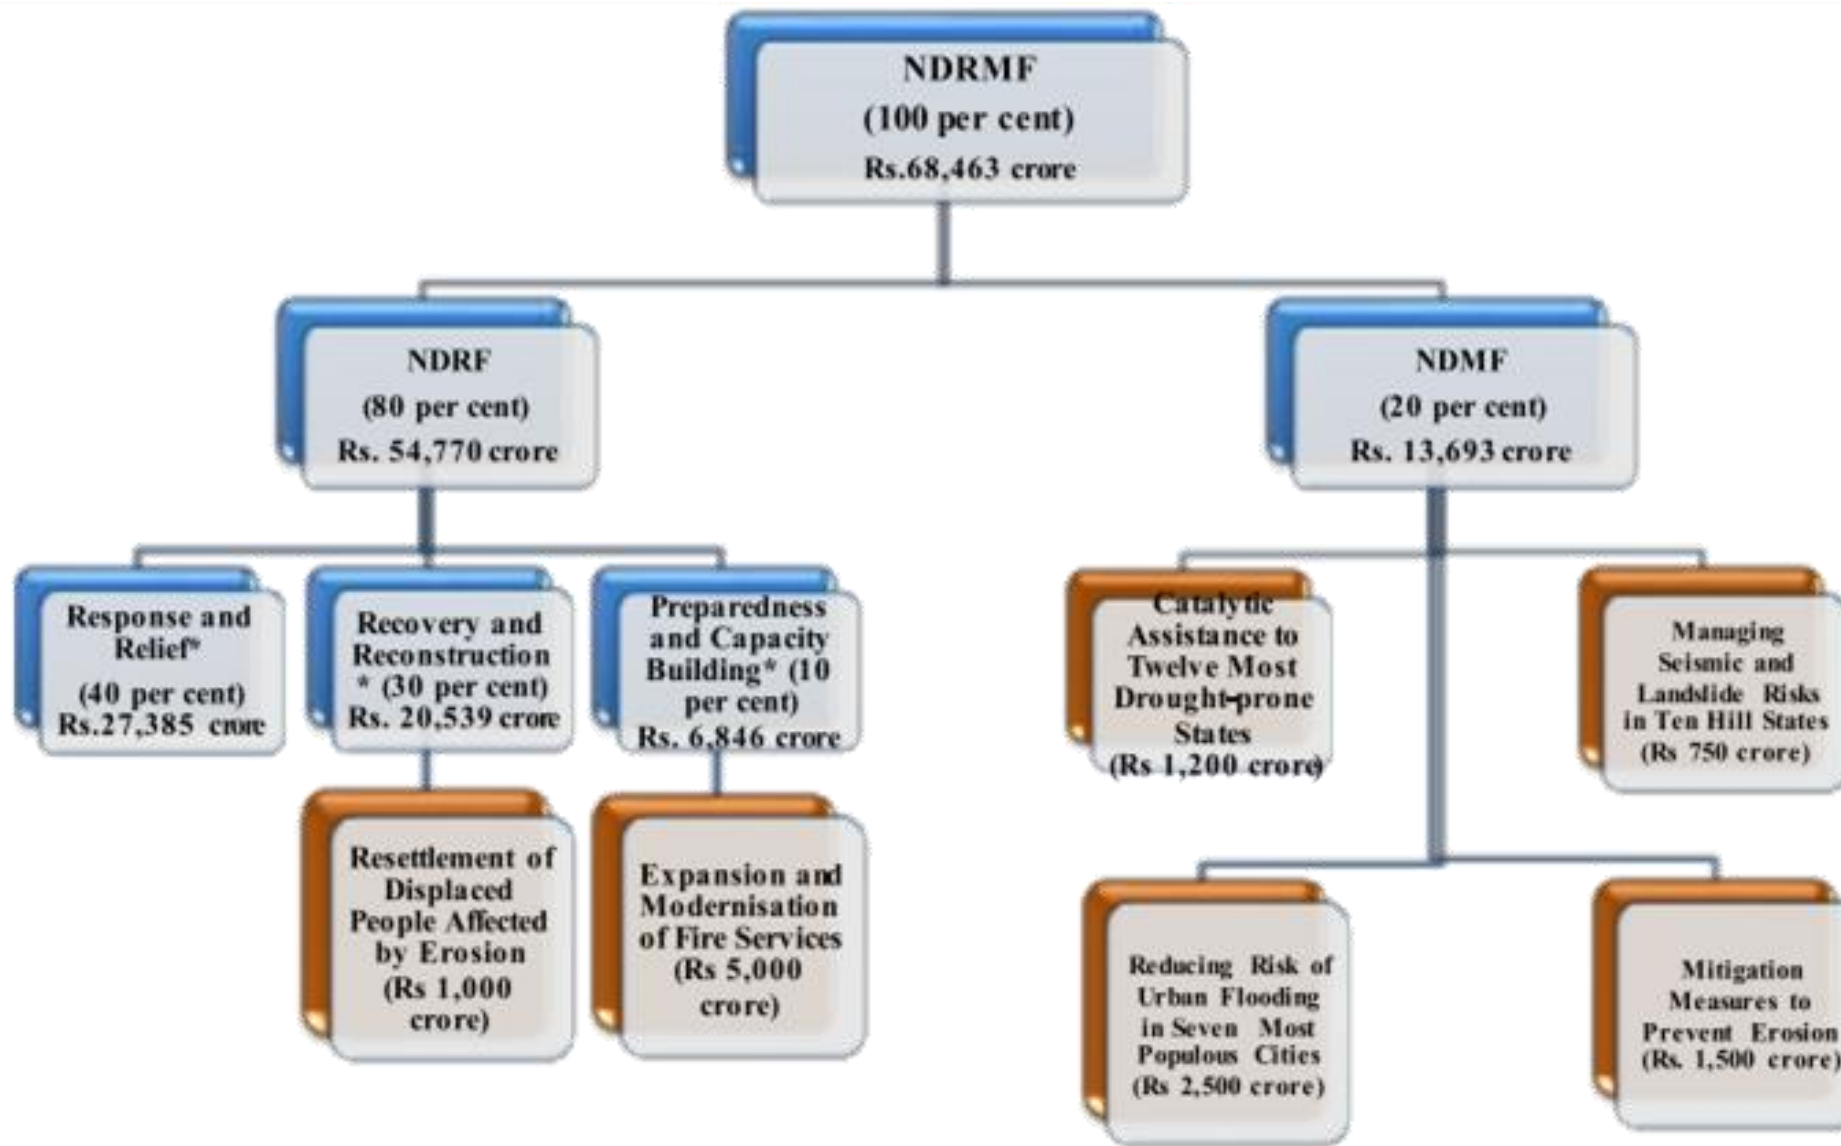 NDRMF
(100 per cent)
Rs.68,463 crore
NDRF
(80 per cent)
Rs. 54,770 crore
NDMF
(20 per cent)
Rs. 13,693 crore
Response and
Relief*
(40 per cent)
Rs.27,385 crore
Recovery and
Reconstruction
* (30 per cent)
Rs. 20,539 crore
Preparedness
and Capacity
Building* (10
per cent)
Rs. 6,846 crore
Catalytic
Assistance to
Twelve Most
Drought-prone
States
(Rs 1,200 crore)
Managing
Seismic and
Landslide Risks
in Ten Hill States
(Rs 750 crore)
Resettlement of
Displaced
People Affected
by Erosion
(Rs 1,000
crore)
Expansion and
Modernisation
of Fire Services
(Rs 5,000
crore)
Reducing Risk of
Urban Flooding
in Seven Most
Populous Cities
(Rs 2,500 crore)
Mitigation
Measures to
Prevent Erosion
(Rs. 1,500 crore)